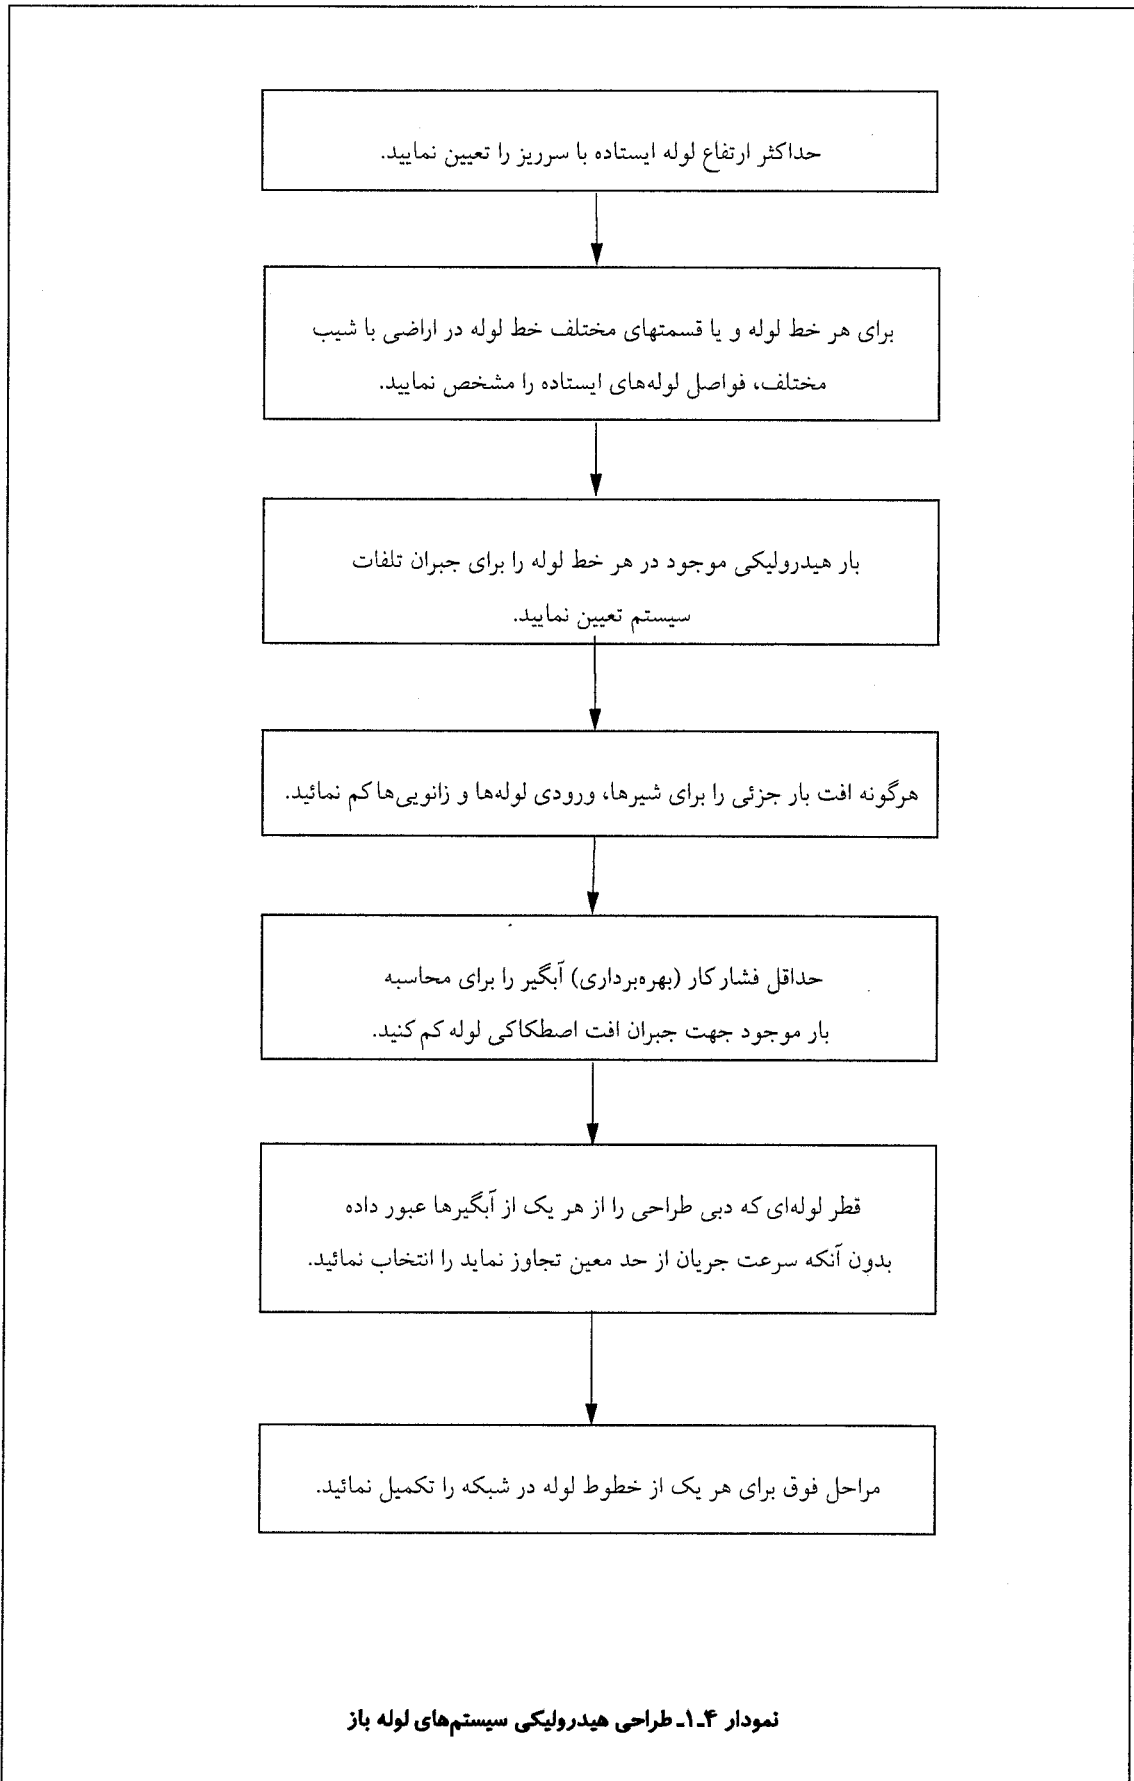 حداکثر ارتفاع لوله ایستاده با سرریز را تعیین نمایید.
برای هر خط لوله و یا قسمتهای مختلف خط لوله در اراضی با شیب
مختلف، فواصل لوله‌های ایستاده را مشخص نمایید.
بار هیدرولیکی موجود در هر خط لوله را برای جبران تلفات
سیستم تعیین نمایید.
هرگونه افت بار جزئی را برای شیرها، ورودی لوله‌ها و زانویی‌ها کم نمائید.
حداقل فشار کار (بهره‌برداری) آبگیر را برای محاسبه
بار موجود جهت جبران افت اصطکاکی لوله کم کنید.
قطر لوله‌ای که دبی طراحی را از هر یک از آبگیرها عبور داده
بدون آنکه سرعت جریان از حد معین تجاوز نماید را انتخاب نمائید.
مراحل فوق برای هر یک از خطوط لوله در شبکه را تکمیل نمائید.
نمودار ۴ـ۱ـ طراحی هیدرولیکی سیستم‌های لوله باز